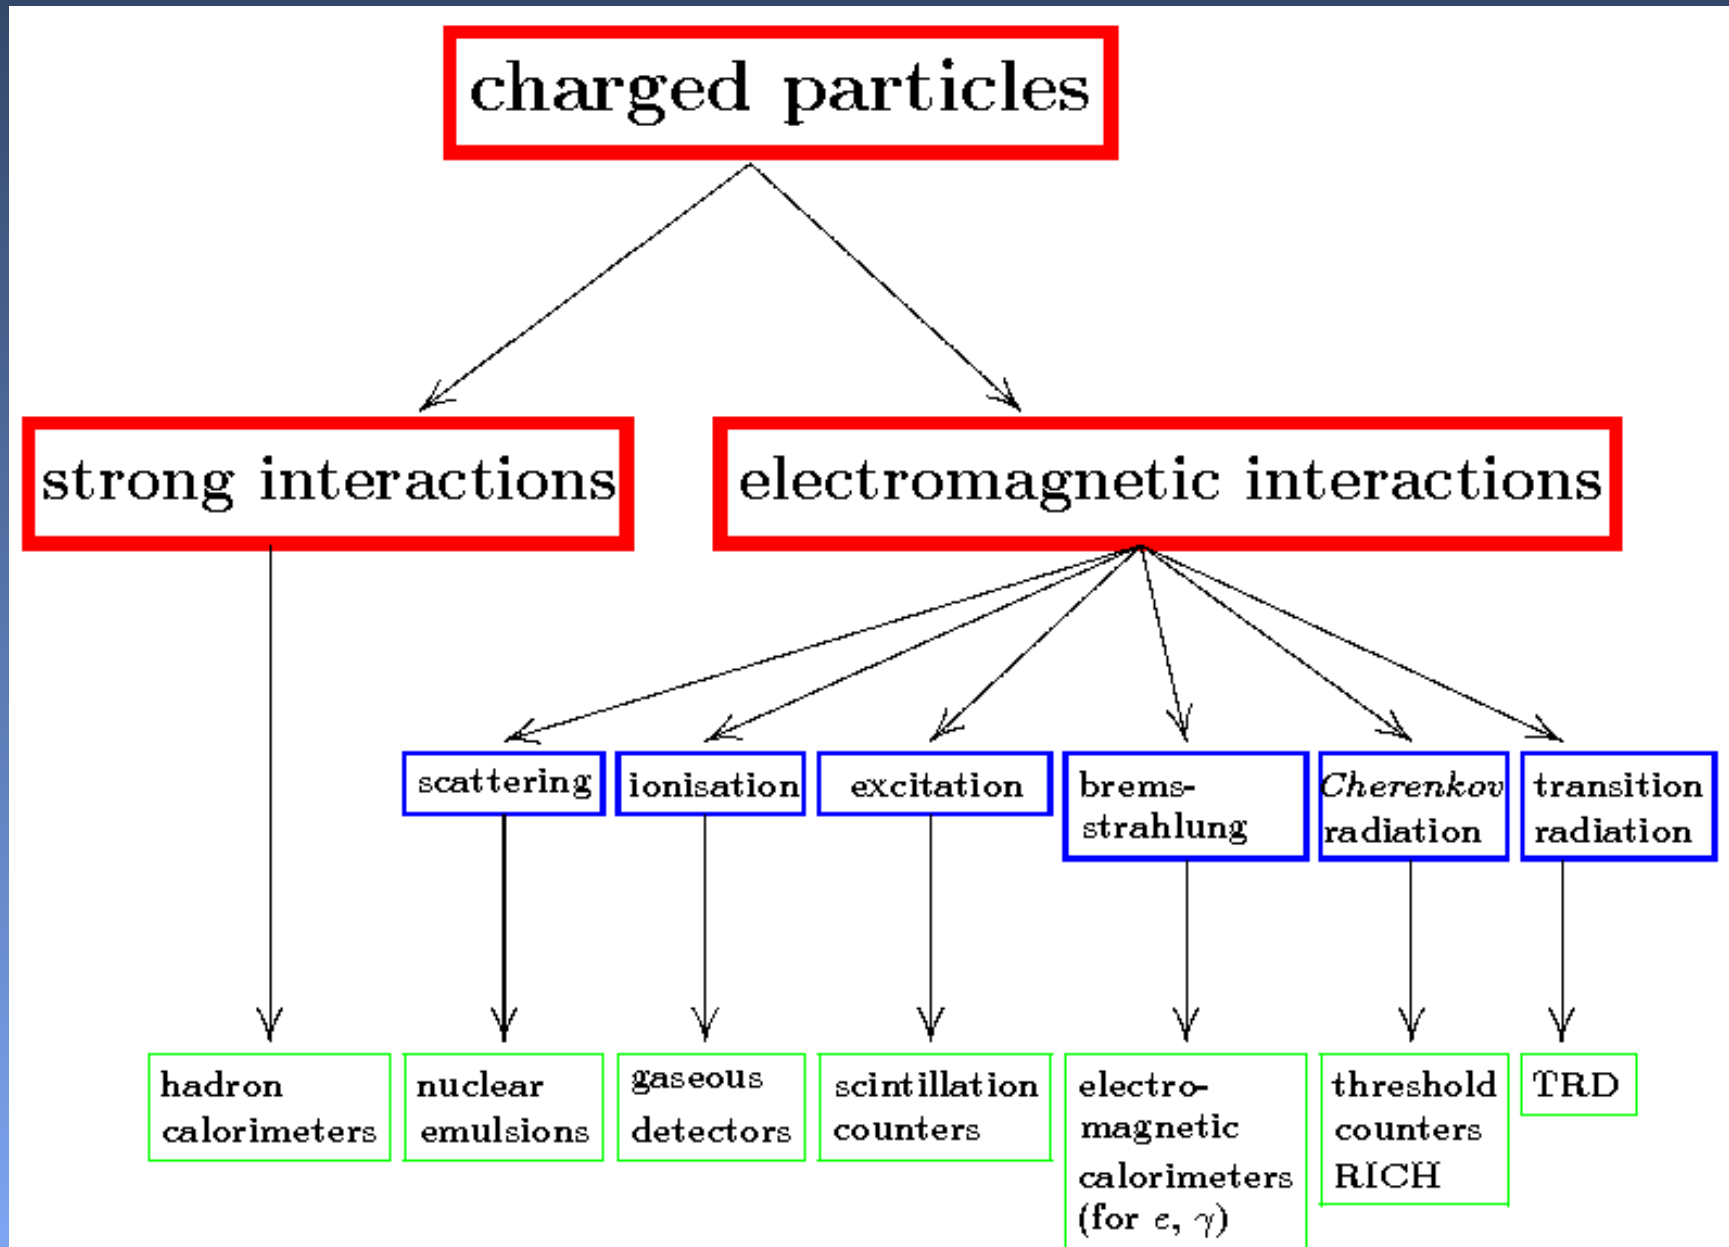 charged particles
strong interactions
electromagnetic interactions
scattering
ionisation
excitation
brems-
strahlung
Cherenkov
radiation
transition
radiation
hadron
calorimeters
nuclear
emulsions
gaseous
detectors
scintillation
counters
electro-
magnetic
calorimeters
(for e, γ)
threshold
counters
RICH
TRD